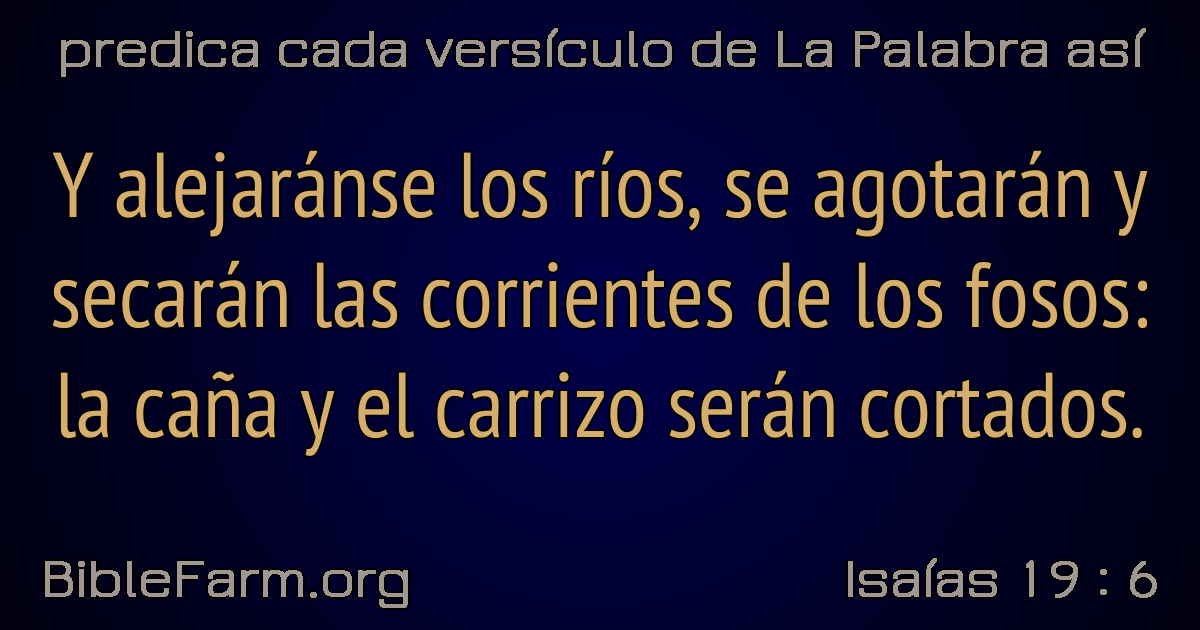 predica cada versículo de La Palabra así
Y alejaránse los ríos, se agotarán y
secarán las corrientes de los fosos:
la caña y el carrizo serán cortados.
BibleFarm.org
Isaías 19 : 6